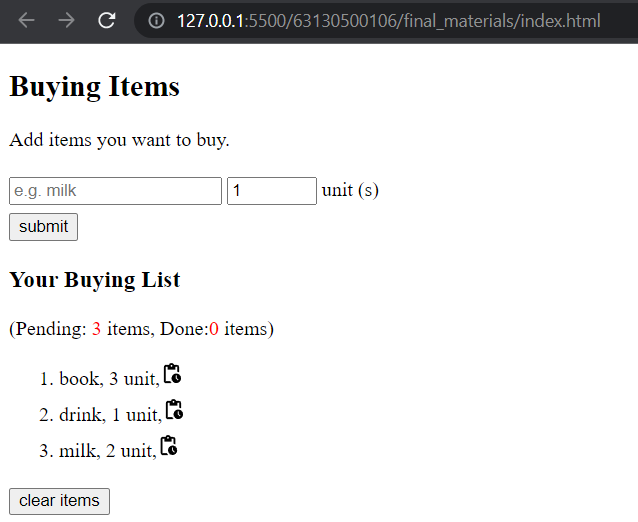 127.0.0.1:5500/63130500106/final_materials/index.html
Buying Items
Add items you want to buy.
e.g. milk 1 unit (s)
submit
Your Buying List
(Pending: 3 items, Done:0 items)
1. book, 3 unit,
2. drink, 1 unit,
3. milk, 2 unit,
clear items